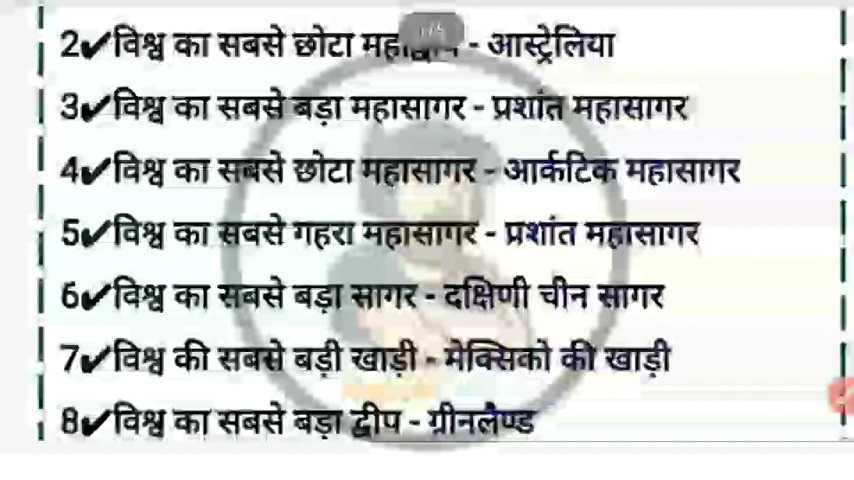 2✔विश्व का सबसे छोटा महाद्वीप - आस्ट्रेलिया
3✔विश्व का सबसे बड़ा महासागर - प्रशांत महासागर
4✔विश्व का सबसे छोटा महासागर - आर्कटिक महासागर
5✔विश्व का सबसे गहरा महासागर - प्रशांत महासागर
6✔विश्व का सबसे बड़ा सागर - दक्षिणी चीन सागर
7✔विश्व की सबसे बड़ी खाड़ी - मेक्सिको की खाड़ी
8✔विश्व का सबसे बड़ा द्वीप - ग्रीनलैण्ड